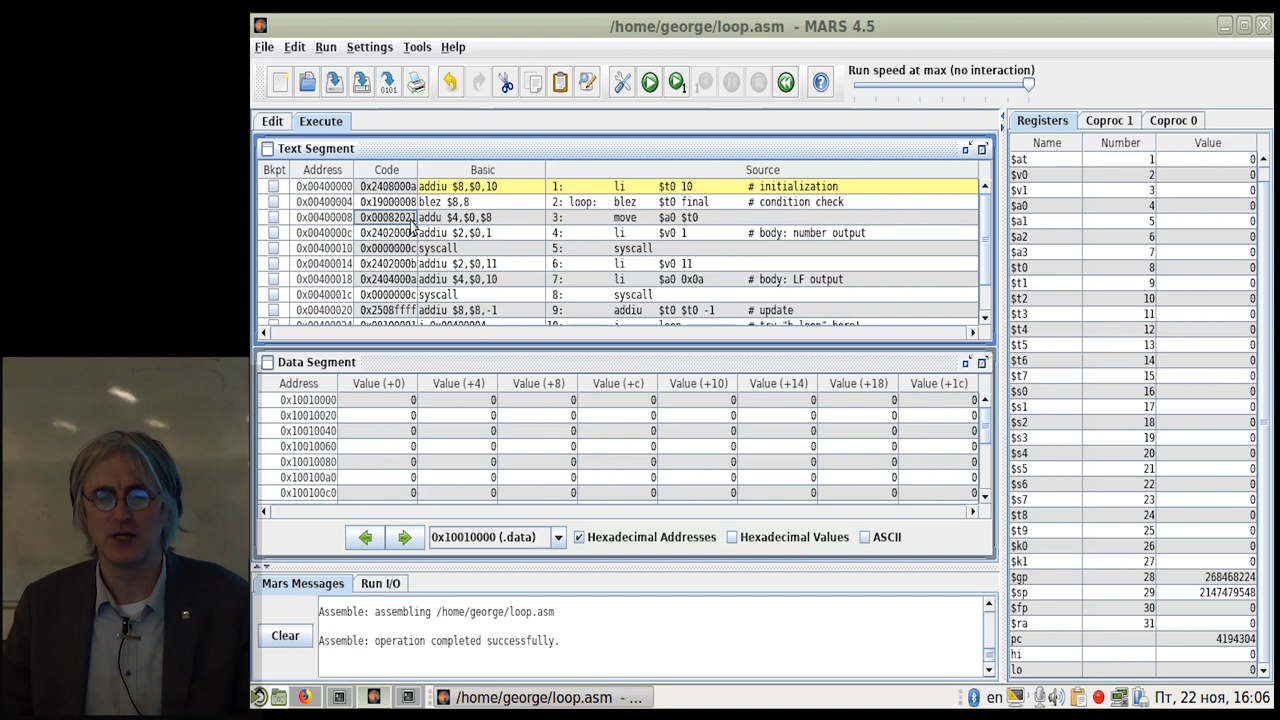 /home/george/loop.asm - MARS 4.5
File Edit Run Settings Tools Help
Run speed at max (no interaction)
Edit Execute
Text Segment
Bkpt Address Code Basic Source
0x00400000 0x2408000a addiu $8,$0,10 1: li $t0 10 # initialization
0x00400004 0x19000008 blez $8,8 2: loop: blez $t0 final # condition check
0x00400008 0x00082021 addu $4,$0,$8 3: move $a0 $t0
0x0040000c 0x24020001 addiu $2,$0,1 4: li $v0 1 # body: number output
0x00400010 0x0000000c syscall 5: syscall
0x00400014 0x2402000b addiu $2,$0,11 6: li $v0 11
0x00400018 0x2404000a addiu $4,$0,10 7: li $a0 0x0a # body: LF output
0x0040001c 0x0000000c syscall 8: syscall
0x00400020 0x2508ffff addiu $8,$8,-1 9: addiu $t0 $t0 -1 # update
0x00400024 0x08100001 j 0x00400004 10: j loop # try "b loop" here!
Data Segment
Address Value (+0) Value (+4) Value (+8) Value (+c) Value (+10) Value (+14) Value (+18) Value (+1c)
0x10010000 0 0 0 0 0 0 0 0
0x10010020 0 0 0 0 0 0 0 0
0x10010040 0 0 0 0 0 0 0 0
0x10010060 0 0 0 0 0 0 0 0
0x10010080 0 0 0 0 0 0 0 0
0x100100a0 0 0 0 0 0 0 0 0
0x100100c0 0 0 0 0 0 0 0 0
0x10010000 (.data) Hexadecimal Addresses Hexadecimal Values ASCII
Mars Messages Run I/O
Assemble: assembling /home/george/loop.asm
Assemble: operation completed successfully.
Clear
Registers Coproc 1 Coproc 0
Name Number Value
$at 1 0
$v0 2 0
$v1 3 0
$a0 4 0
$a1 5 0
$a2 6 0
$a3 7 0
$t0 8 0
$t1 9 0
$t2 10 0
$t3 11 0
$t4 12 0
$t5 13 0
$t6 14 0
$t7 15 0
$s0 16 0
$s1 17 0
$s2 18 0
$s3 19 0
$s4 20 0
$s5 21 0
$s6 22 0
$s7 23 0
$t8 24 0
$t9 25 0
$k0 26 0
$k1 27 0
$gp 28 268468224
$sp 29 2147479548
$fp 30 0
$ra 31 0
pc 4194304
hi 0
lo 0
/home/george/loop.asm - ... en Пт, 22 ноя, 16:06